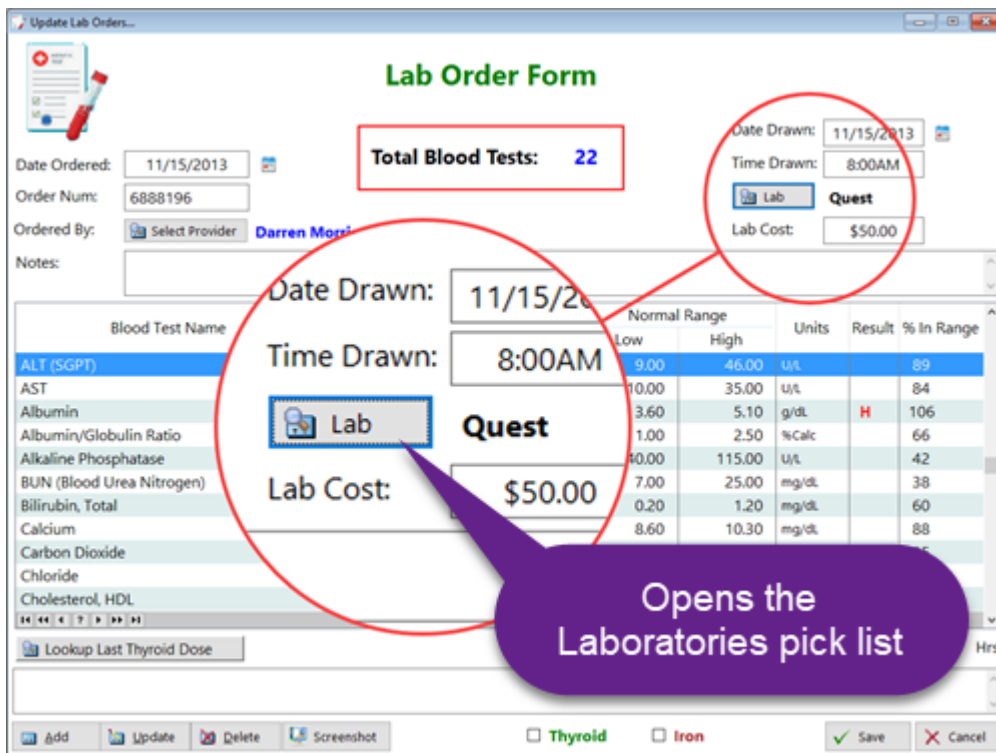 Update Lab Orders...
Lab Order Form
Date Ordered: 11/15/2013
Total Blood Tests: 22
Date Drawn: 11/15/2013
Time Drawn: 8:00AM
Order Num: 6888196
Lab Quest
Ordered By: Select Provider Darren
Lab Cost: $50.00
Notes:
Date Drawn: 11/15/20
Time Drawn: 8:00AM
Lab Quest
Lab Cost: $50.00
Opens the
Laboratories pick list
Normal Range
Blood Test Name Low High Units Result % In Range
ALT (SGPT) 9.00 46.00 U/L 89
AST 10.00 35.00 U/L 84
Albumin 3.60 5.10 g/dL H 106
Albumin/Globulin Ratio 1.00 2.50 %Calc 66
Alkaline Phosphatase 40.00 115.00 U/L 42
BUN (Blood Urea Nitrogen) 7.00 25.00 mg/dL 38
Bilirubin, Total 0.20 1.20 mg/dL 60
Calcium 8.60 10.30 mg/dL 88
Carbon Dioxide
Chloride
Cholesterol, HDL
Lookup Last Thyroid Dose Hrs
Add Update Delete Screenshot Thyroid Iron Save Cancel